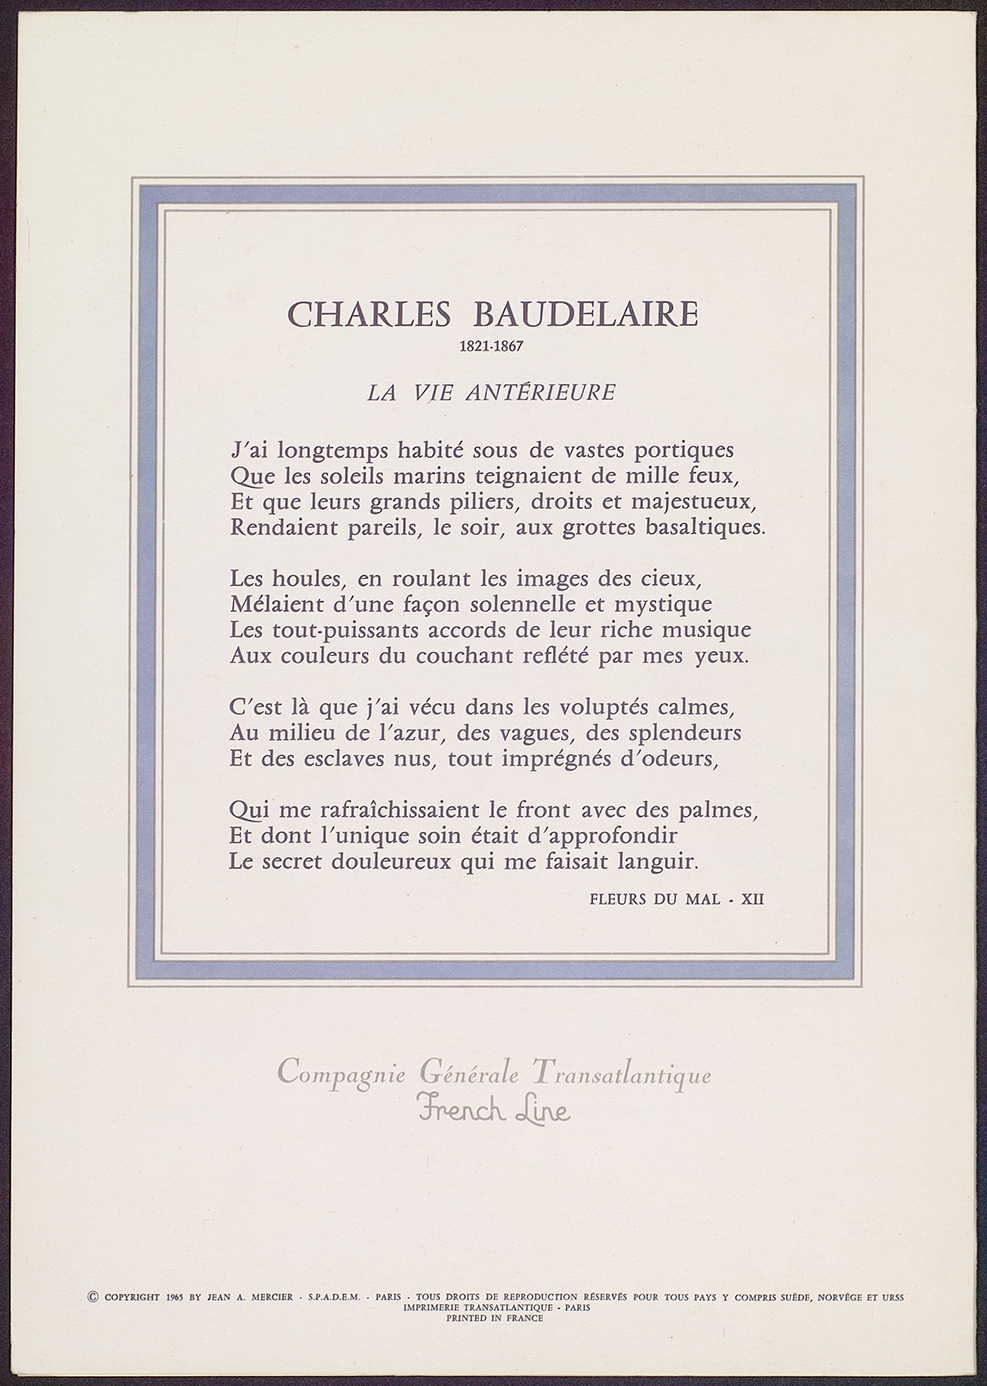 CHARLES BAUDELAIRE
1821-1867
LA VIE ANTÉRIEURE
J'ai longtemps habité sous de vastes portiques
Que les soleils marins teignaient de mille feux,
Et que leurs grands piliers, droits et majestueux,
Rendaient pareils, le soir, aux grottes basaltiques.
Les houles, en roulant les images des cieux,
Mélaient d'une façon solennelle et mystique
Les tout-puissants accords de leur riche musique
Aux couleurs du couchant reflété par mes yeux.
C'est là que j'ai vécu dans les voluptés calmes,
Au milieu de l'azur, des vagues, des splendeurs
Et des esclaves nus, tout imprégnés d'odeurs,
Qui me rafraîchissaient le front avec des palmes,
Et dont l'unique soin était d'approfondir
Le secret douleureux qui me faisait languir.
FLEURS DU MAL - XII
Compagnie Générale Transatlantique
French Line
© COPYRIGHT 1965 BY JEAN A. MERCIER - S.P.A.D.E.M. - PARIS - TOUS DROITS DE REPRODUCTION RÉSERVÉS POUR TOUS PAYS Y COMPRIS SUÈDE, NORVÈGE ET URSS
IMPRIMERIE TRANSATLANTIQUE - PARIS
PRINTED IN FRANCE